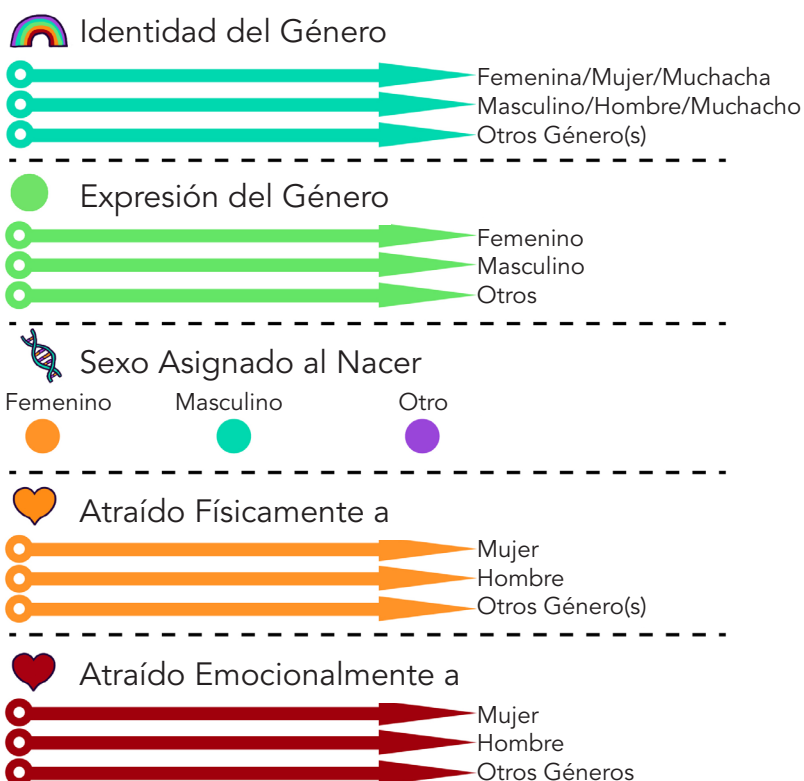 Identidad del Género
Femenina/Mujer/Muchacha
Masculino/Hombre/Muchacho
Otros Género(s)
Expresión del Género
Femenino
Masculino
Otros
Sexo Asignado al Nacer
Femenino Masculino Otro
Atraído Físicamente a
Mujer
Hombre
Otros Género(s)
Atraído Emocionalmente a
Mujer
Hombre
Otros Géneros